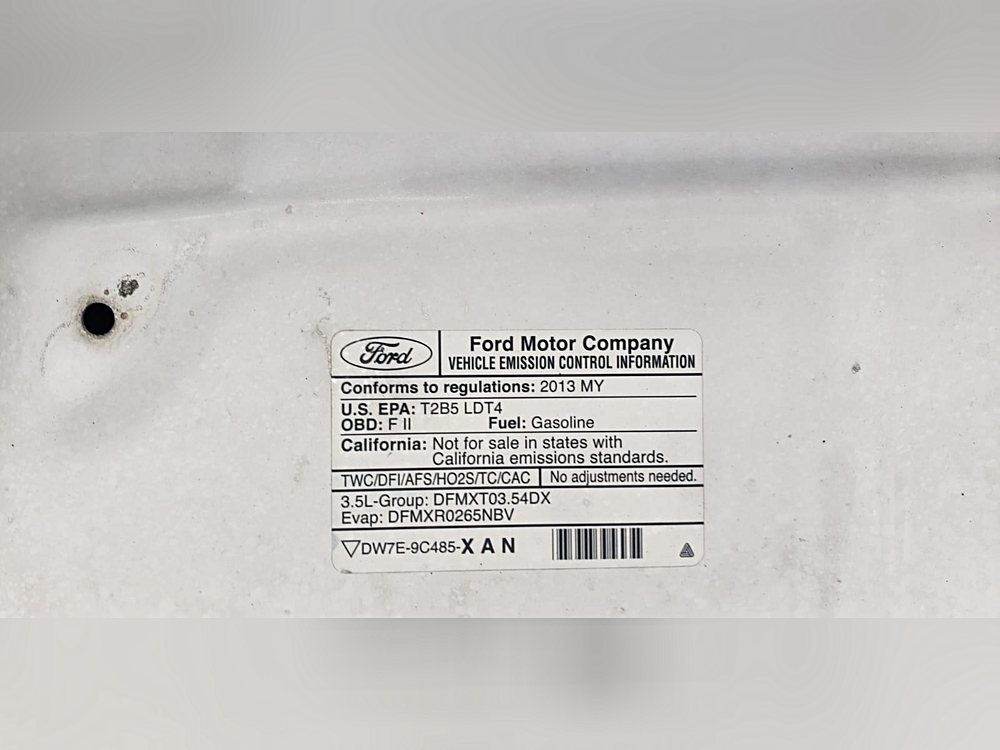 Ford
Ford Motor Company
VEHICLE EMISSION CONTROL INFORMATION
Conforms to regulations: 2013 MY
U.S. EPA: T2B5 LDT4
OBD: F II Fuel: Gasoline
California: Not for sale in states with
California emissions standards.
TWC/DFI/AFS/HO2S/TC/CAC No adjustments needed.
3.5L-Group: DFMXT03.54DX
Evap: DFMXR0265NBV
DW7E-9C485-X A N